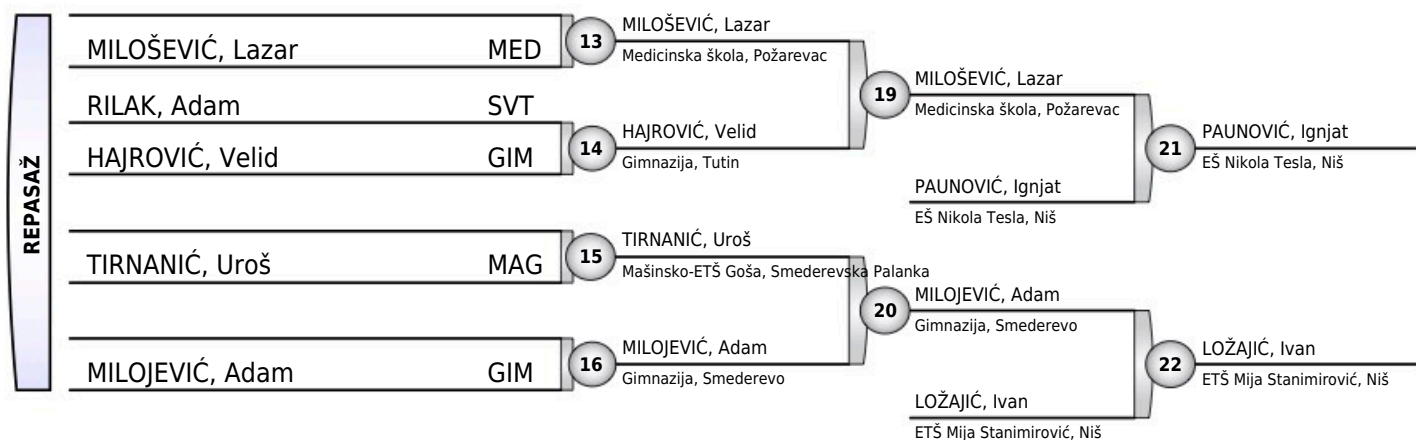 REPASAŽ
MILOŠEVIĆ, Lazar MED
RILAK, Adam SVT
HAJROVIĆ, Velid GIM
TIRNANIĆ, Uroš MAG
MILOJEVIĆ, Adam GIM
13
MILOŠEVIĆ, Lazar
Medicinska škola, Požarevac
14
HAJROVIĆ, Velid
Gimnazija, Tutin
15
TIRNANIĆ, Uroš
Mašinsko-ETŠ Goša, Smederevska Palanka
16
MILOJEVIĆ, Adam
Gimnazija, Smederevo
19
MILOŠEVIĆ, Lazar
Medicinska škola, Požarevac
PAUNOVIĆ, Ignjat
EŠ Nikola Tesla, Niš
20
MILOJEVIĆ, Adam
Gimnazija, Smederevo
LOŽAJIĆ, Ivan
ETŠ Mija Stanimirović, Niš
21
PAUNOVIĆ, Ignjat
EŠ Nikola Tesla, Niš
22
LOŽAJIĆ, Ivan
ETŠ Mija Stanimirović, Niš